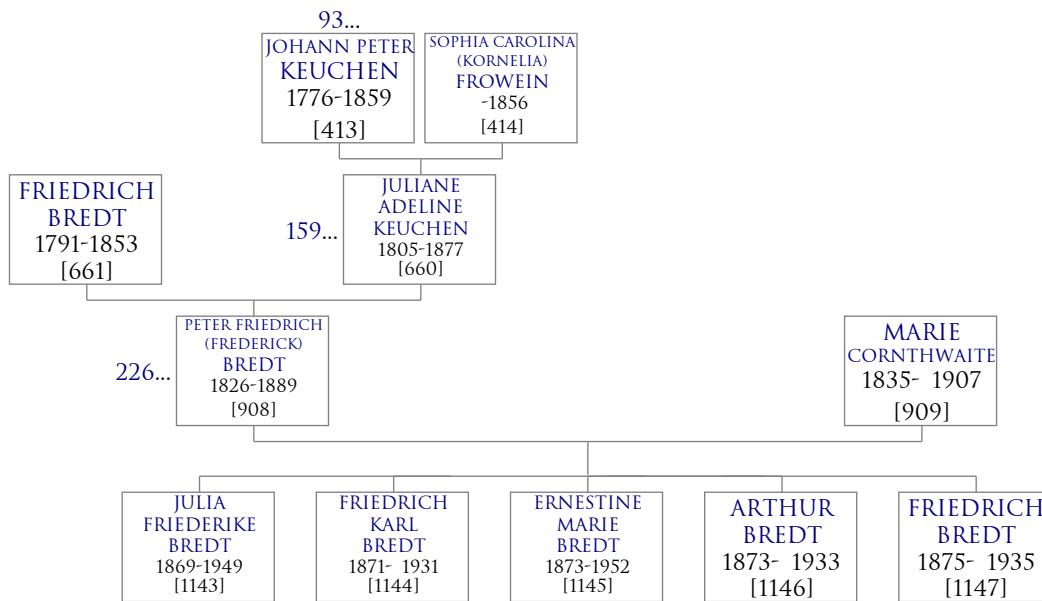 93...
JOHANN PETER
KEUCHEN
1776-1859
[413]
SOPHIA CAROLINA
(KORNELIA)
FROWEIN
-1856
[414]
FRIEDRICH
BREDT
1791-1853
[661]
159...
JULIANE
ADELINE
KEUCHEN
1805-1877
[660]
226...
PETER FRIEDRICH
(FREDERICK)
BREDT
1826-1889
[908]
MARIE
CORNTHWAITE
1835- 1907
[909]
JULIA
FRIEDERIKE
BREDT
1869-1949
[1143]
FRIEDRICH
KARL
BREDT
1871- 1931
[1144]
ERNESTINE
MARIE
BREDT
1873-1952
[1145]
ARTHUR
BREDT
1873- 1933
[1146]
FRIEDRICH
BREDT
1875- 1935
[1147]